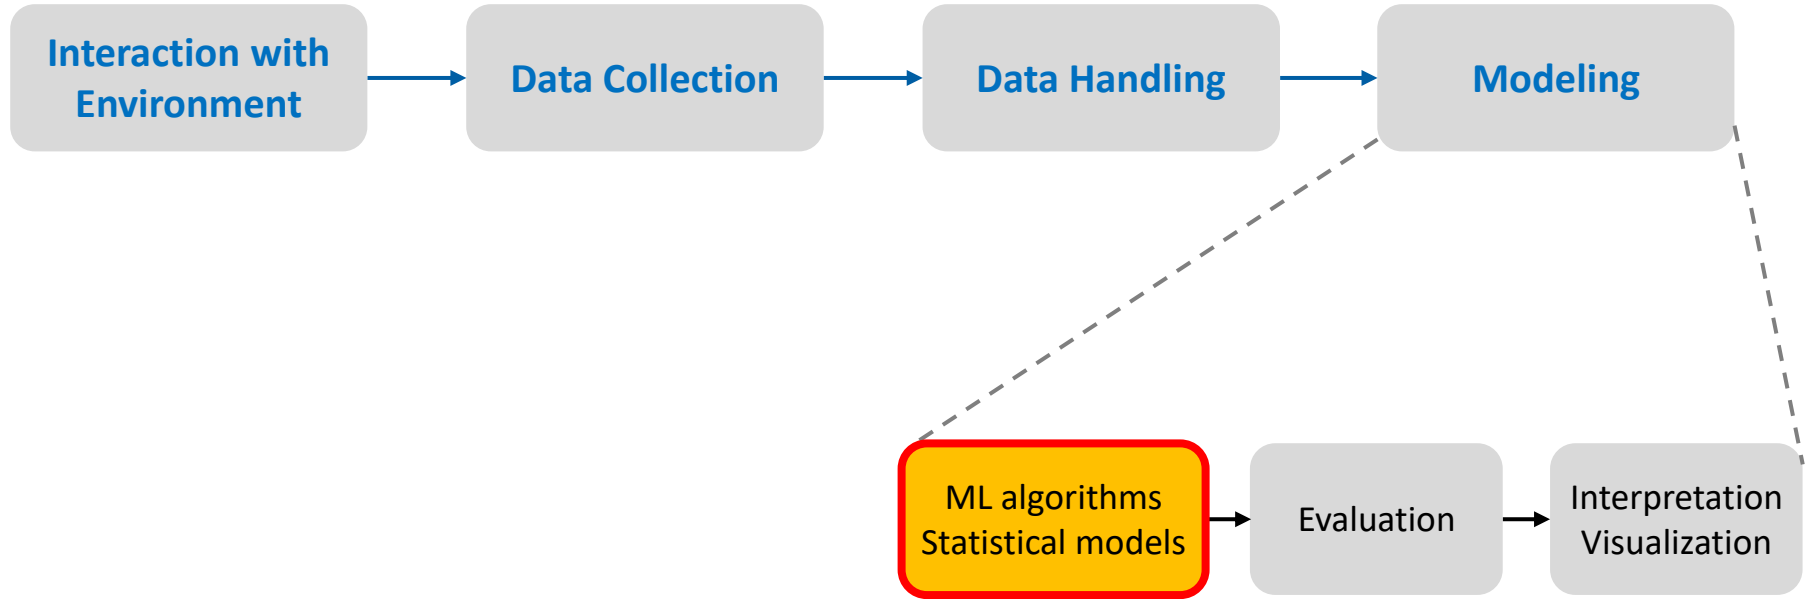 Interaction with
Environment
Data Collection
Data Handling
Modeling
ML algorithms
Statistical models
Evaluation
Interpretation
Visualization